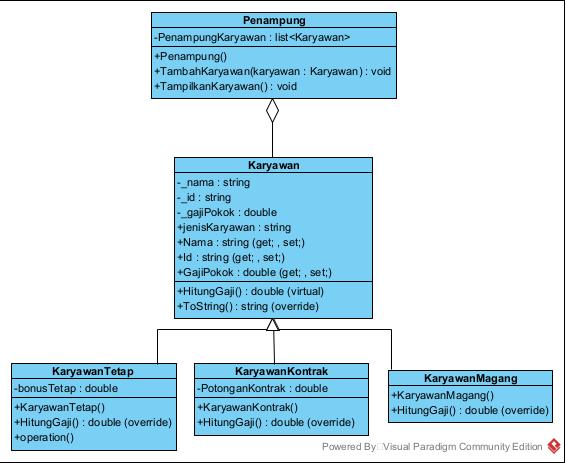 Penampung
-PenampungKaryawan : list<Karyawan>
+Penampung()
+TambahKaryawan(karyawan : Karyawan) : void
+TampilkanKaryawan() : void
Karyawan
-_nama : string
-_id : string
-_gajiPokok : double
+jenisKaryawan : string
+Nama : string (get; , set;)
+Id : string (get; , set;)
+GajiPokok : double (get; , set;)
+HitungGaji() : double (virtual)
+ToString() : string (override)
KaryawanTetap
-bonusTetap : double
+KaryawanTetap()
+HitungGaji() : double (override)
+operation()
KaryawanKontrak
-PotonganKontrak : double
+KaryawanKontrak()
+HitungGaji() : double (override)
KaryawanMagang
+KaryawanMagang()
+HitungGaji() : double (override)
Powered By Visual Paradigm Community Edition